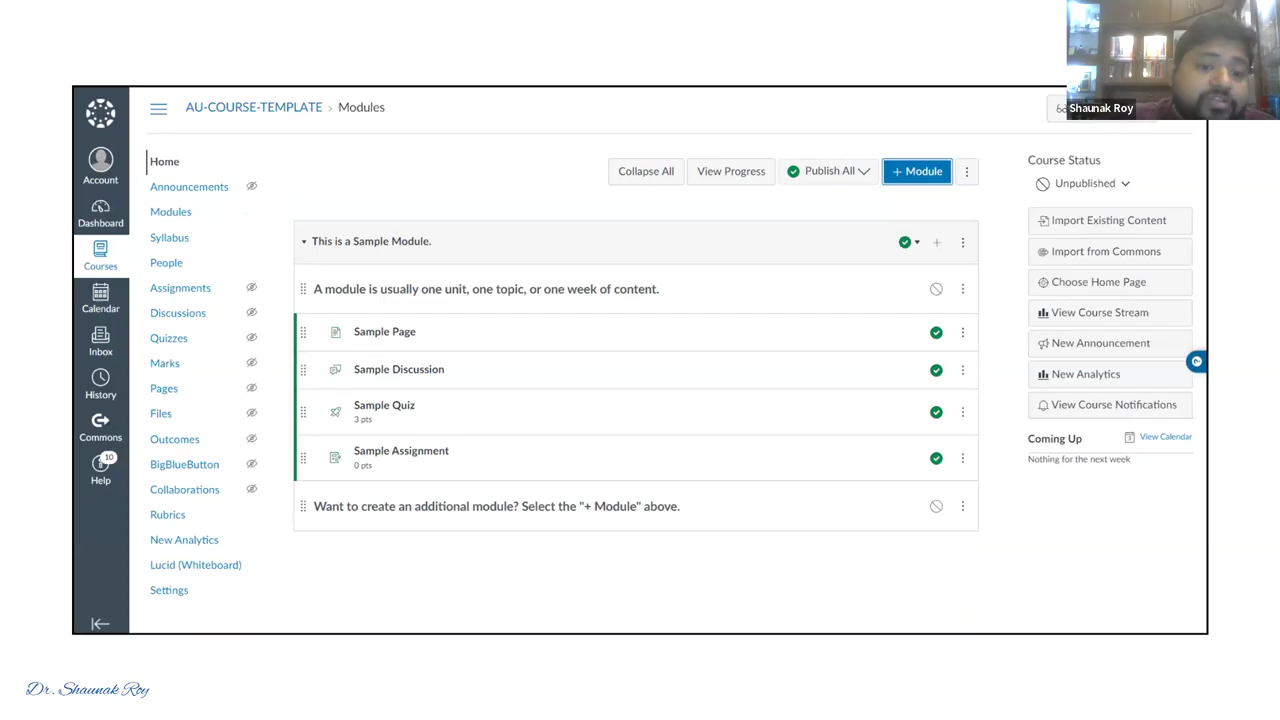 Shaunak Roy
AU-COURSE-TEMPLATE › Modules
Account
Dashboard
Courses
Calendar
Inbox
History
Commons
10
Help
Home
Announcements
Modules
Syllabus
People
Assignments
Discussions
Quizzes
Marks
Pages
Files
Outcomes
BigBlueButton
Collaborations
Rubrics
New Analytics
Lucid (Whiteboard)
Settings
Collapse All
View Progress
Publish All
+ Module
This is a Sample Module.
A module is usually one unit, one topic, or one week of content.
Sample Page
Sample Discussion
Sample Quiz
3 pts
Sample Assignment
0 pts
Want to create an additional module? Select the "+ Module" above.
Course Status
Unpublished
Import Existing Content
Import from Commons
Choose Home Page
View Course Stream
New Announcement
New Analytics
View Course Notifications
Coming Up
View Calendar
Nothing for the next week
Dr. Shaunak Roy